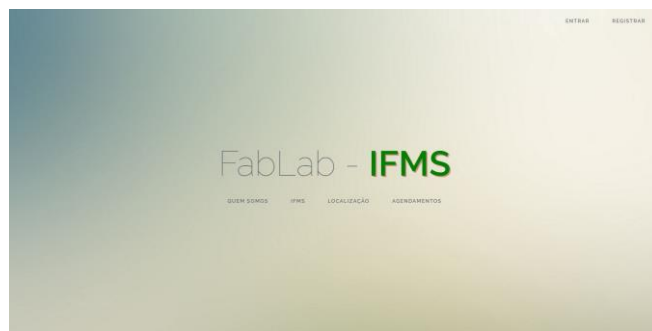 ENTRAR REGISTRAR
FabLab - IFMS
QUEM SOMOS IFMS LOCALIZAÇÃO AGENDAMENTOS